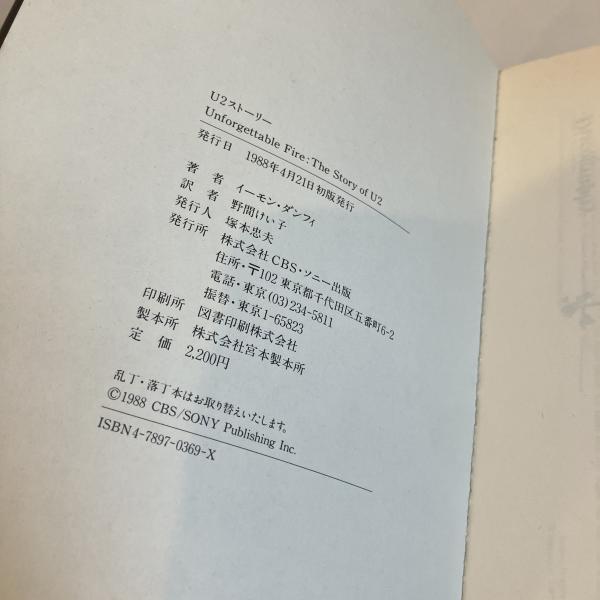 U2ストーリー
Unforgettable Fire: The Story of U2
発行日 1988年4月21日初版発行
著者 イーモン・ダンフィ
訳者 野間けい子
発行人 塚本忠夫
発行所 株式会社CBS・ソニー出版
住所・〒102 東京都千代田区五番町6-2
電話・東京(03)234-5811
振替・東京1-65823
印刷所 図書印刷株式会社
製本所 株式会社宮本製本所
定価 2,200円
乱丁・落丁本はお取り替えいたします。
©1988 CBS/SONY Publishing Inc.
ISBN4-7897-0369-X